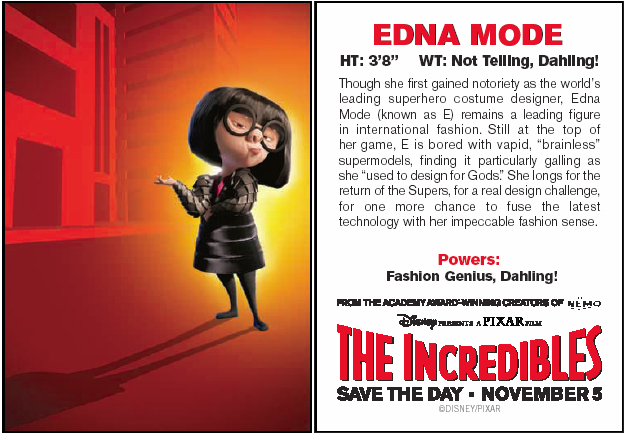 EDNA MODE
HT: 3'8" WT: Not Telling, Dahling!
Though she first gained notoriety as the world's
leading superhero costume designer, Edna
Mode (known as E) remains a leading figure
in international fashion. Still at the top of
her game, E is bored with vapid, “brainless”
supermodels, finding it particularly galling as
she “used to design for Gods.” She longs for the
return of the Supers, for a real design challenge,
for one more chance to fuse the latest
technology with her impeccable fashion sense.
Powers:
Fashion Genius, Dahling!
FROM THE ACADEMY AWARD-WINNING CREATORS OF NEMO
Disney PRESENTS A PIXAR FILM
THE INCREDIBLES
SAVE THE DAY ▪ NOVEMBER 5
©DISNEY/PIXAR